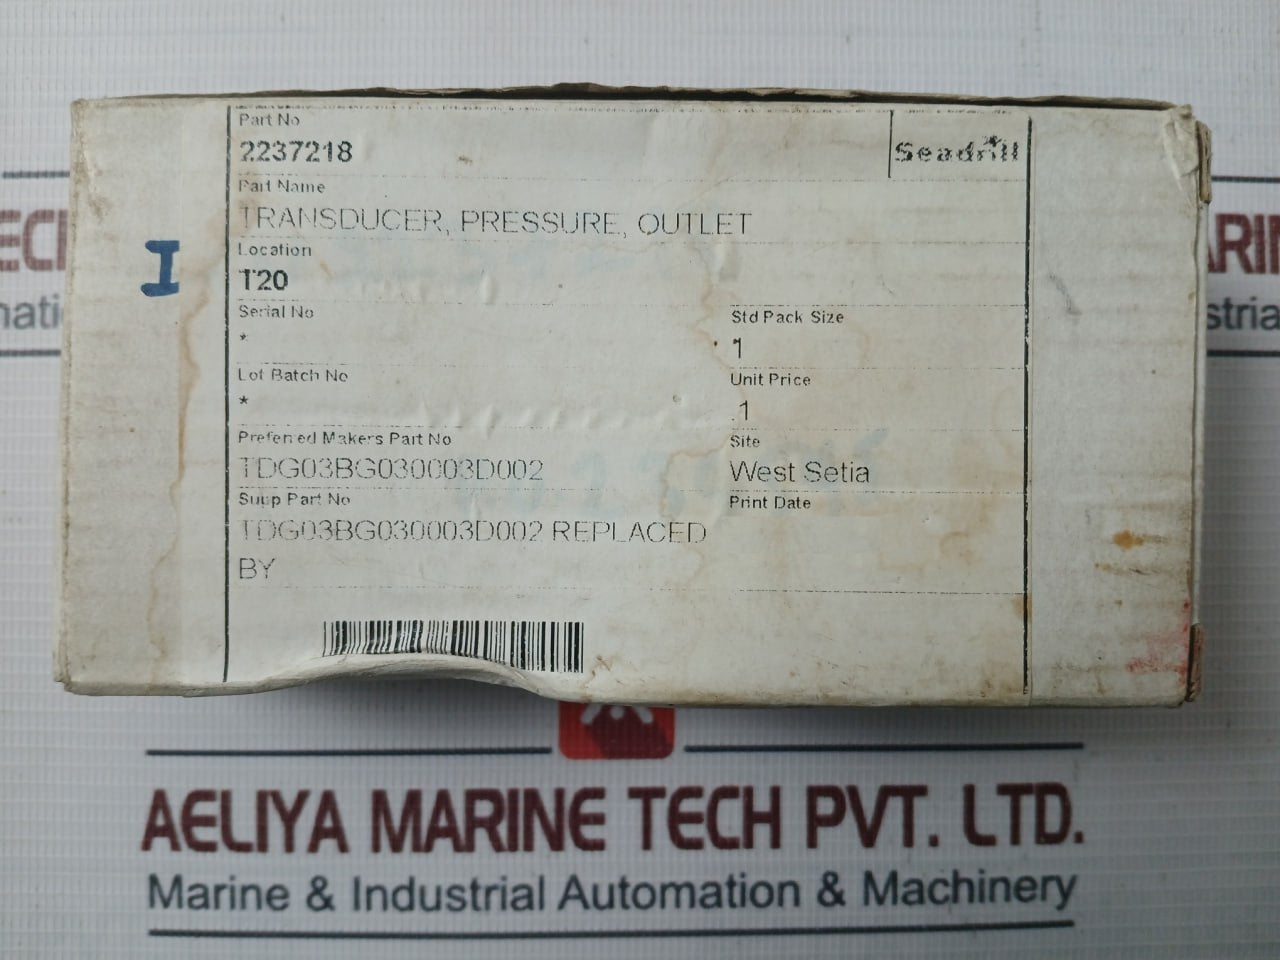 Part No
2237218
Seadrill
Part Name
TRANSDUCER, PRESSURE, OUTLET
Location
T20
I
Serial No
*
Std Pack Size
1
Lot Batch No
*
Unit Price
.1
Preferred Makers Part No
TDG03BG030003D002
Site
West Setia
Supp Part No
TDG03BG030003D002 REPLACED
BY
Print Date
AELIYA MARINE TECH PVT. LTD.
Marine & Industrial Automation & Machinery